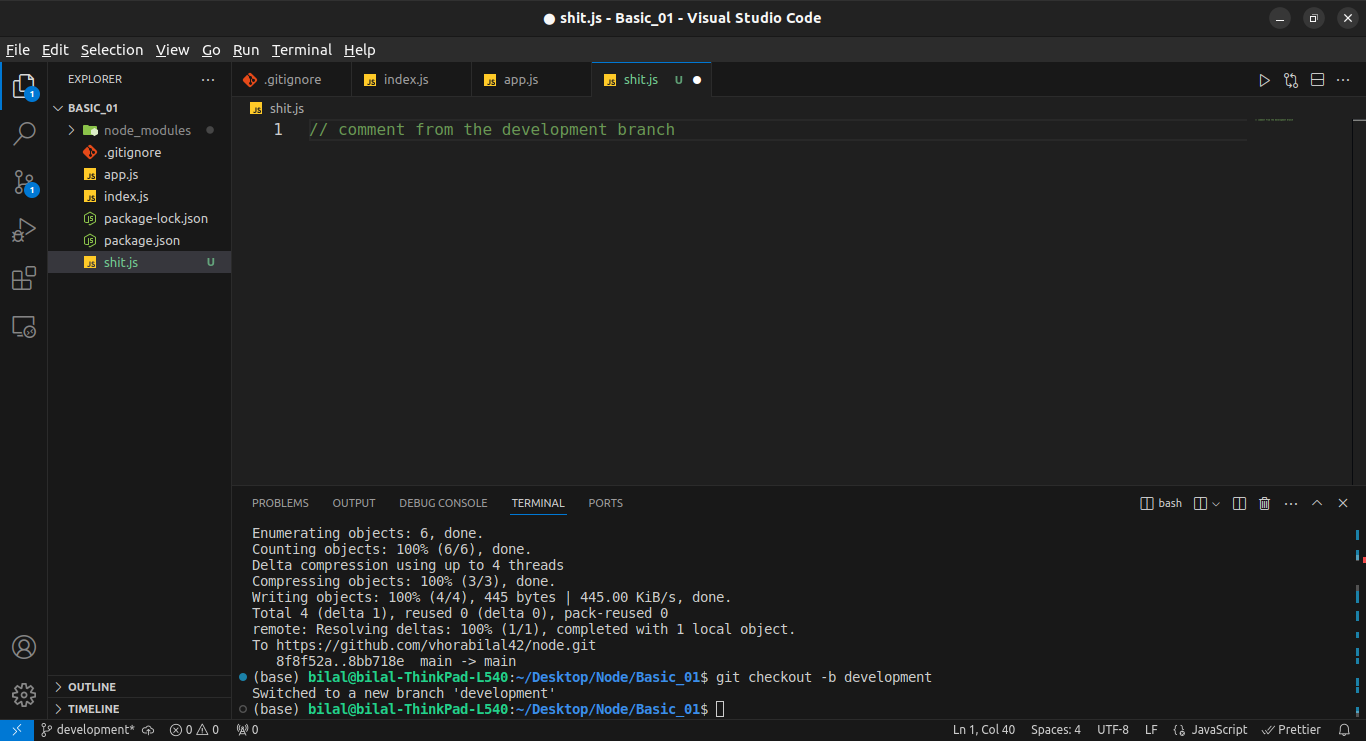 ● shit.js - Basic_01 - Visual Studio Code
File Edit Selection View Go Run Terminal Help
EXPLORER ...
.gitignore index.js app.js shit.js U
BASIC_01
node_modules
.gitignore
app.js
index.js
package-lock.json
package.json
shit.js U
1
1
shit.js
1 // comment from the development branch
PROBLEMS OUTPUT DEBUG CONSOLE TERMINAL PORTS bash
Enumerating objects: 6, done.
Counting objects: 100% (6/6), done.
Delta compression using up to 4 threads
Compressing objects: 100% (3/3), done.
Writing objects: 100% (4/4), 445 bytes | 445.00 KiB/s, done.
Total 4 (delta 1), reused 0 (delta 0), pack-reused 0
remote: Resolving deltas: 100% (1/1), completed with 1 local object.
To https://github.com/vhorabilal42/node.git
   8f8f52a..8bb718e  main -> main
(base) bilal@bilal-ThinkPad-L540:~/Desktop/Node/Basic_01$ git checkout -b development
Switched to a new branch 'development'
(base) bilal@bilal-ThinkPad-L540:~/Desktop/Node/Basic_01$
OUTLINE
TIMELINE
development* 0 0 0 Ln 1, Col 40 Spaces: 4 UTF-8 LF JavaScript Prettier